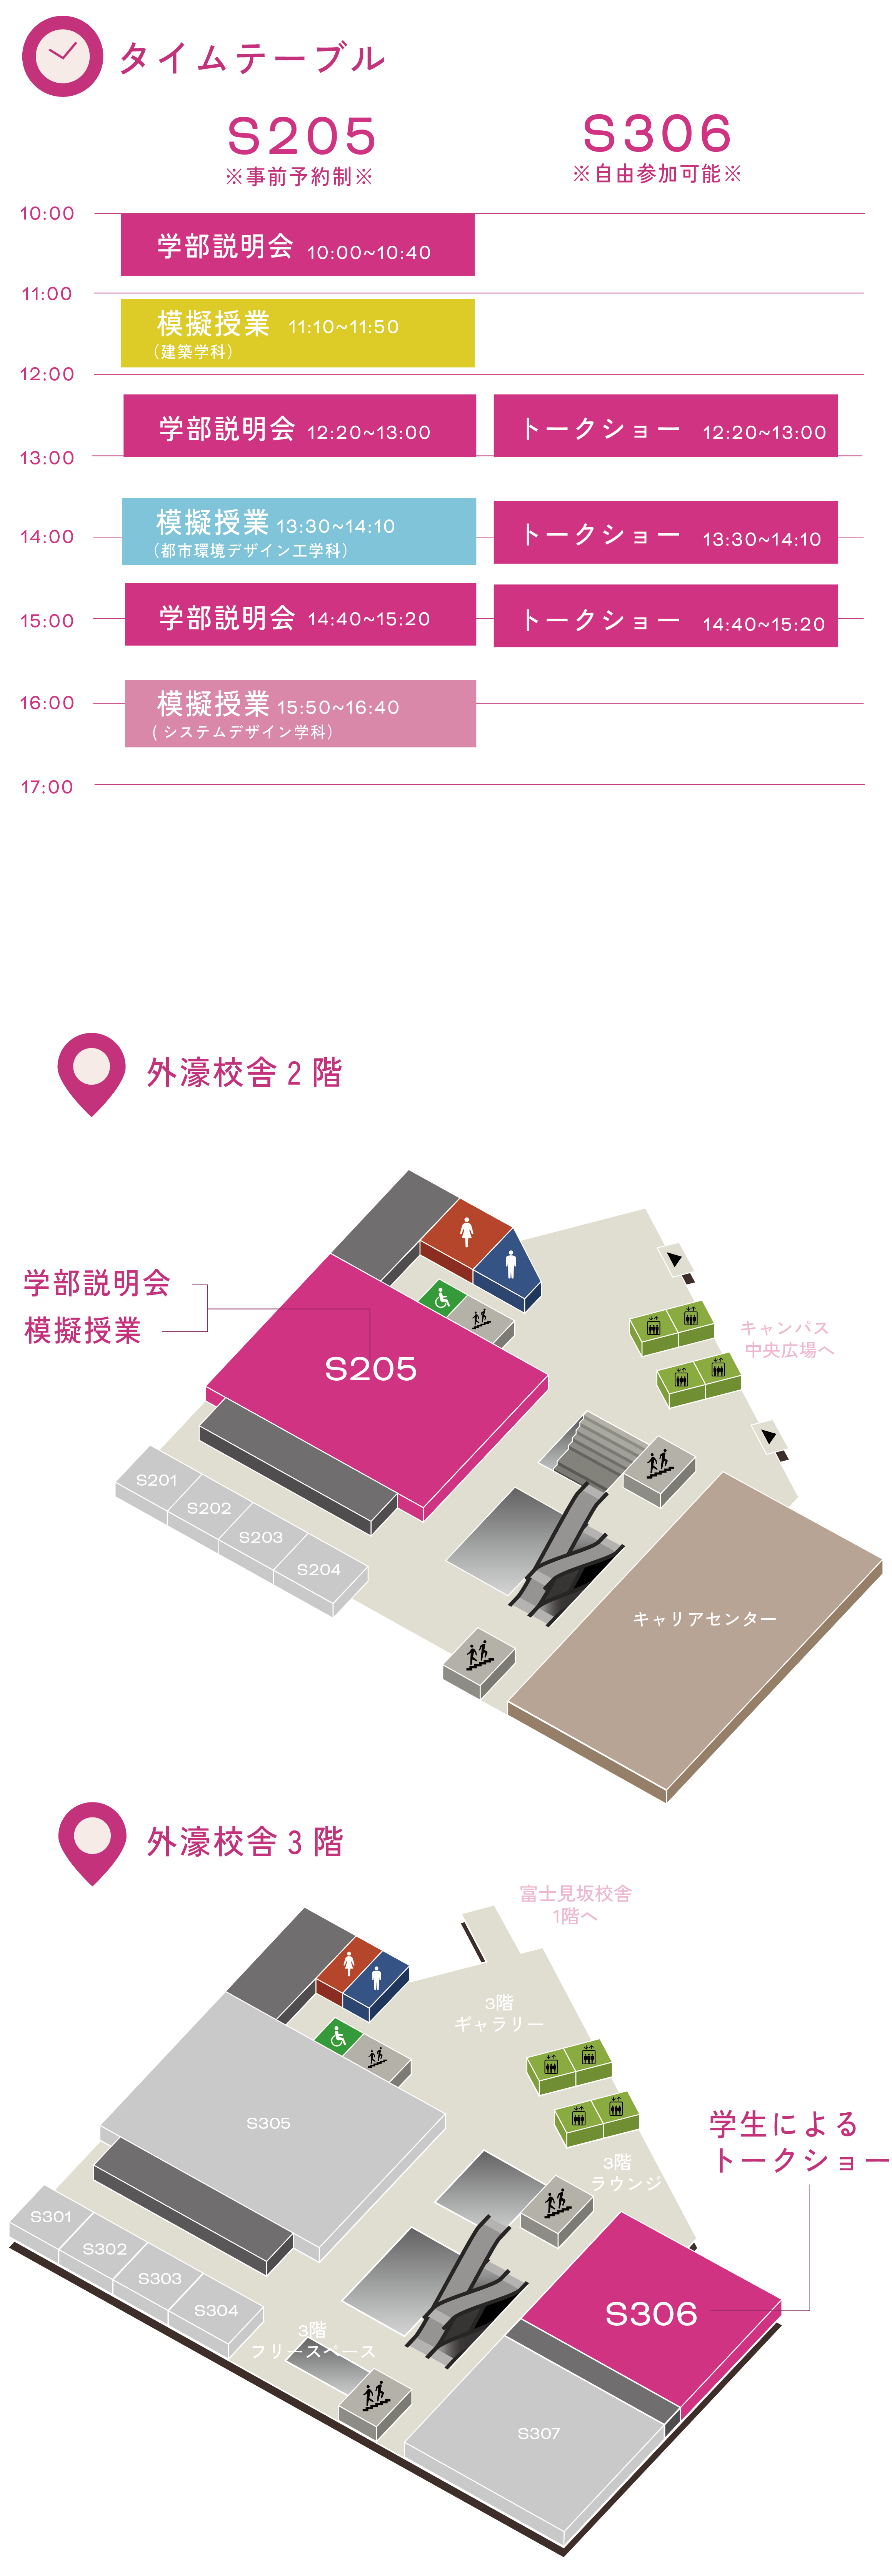 タイムテーブル
S205
※事前予約制※
S306
※自由参加可能※
10:00
学部説明会 10:00~10:40
11:00
模擬授業 11:10~11:50
（建築学科）
12:00
学部説明会 12:20~13:00
トークショー 12:20~13:00
13:00
模擬授業 13:30~14:10
（都市環境デザイン工学科）
トークショー 13:30~14:10
14:00
学部説明会 14:40~15:20
トークショー 14:40~15:20
15:00
模擬授業 15:50~16:40
( システムデザイン学科）
16:00
17:00
外濠校舎 2 階
学部説明会
模擬授業
S205
キャンパス
中央広場へ
S201
S202
S203
S204
キャリアセンター
外濠校舎 3 階
富士見坂校舎
1階へ
3階
ギャラリー
S305
学生による
トークショー
3階
ラウンジ
S301
S302
S303
S304
S306
3階
フリースペース
S307